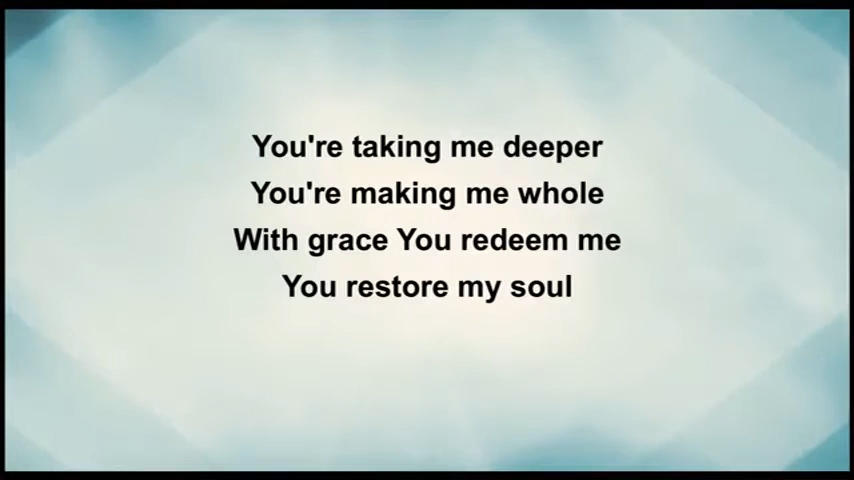 You're taking me deeper
You're making me whole
With grace You redeem me
You restore my soul